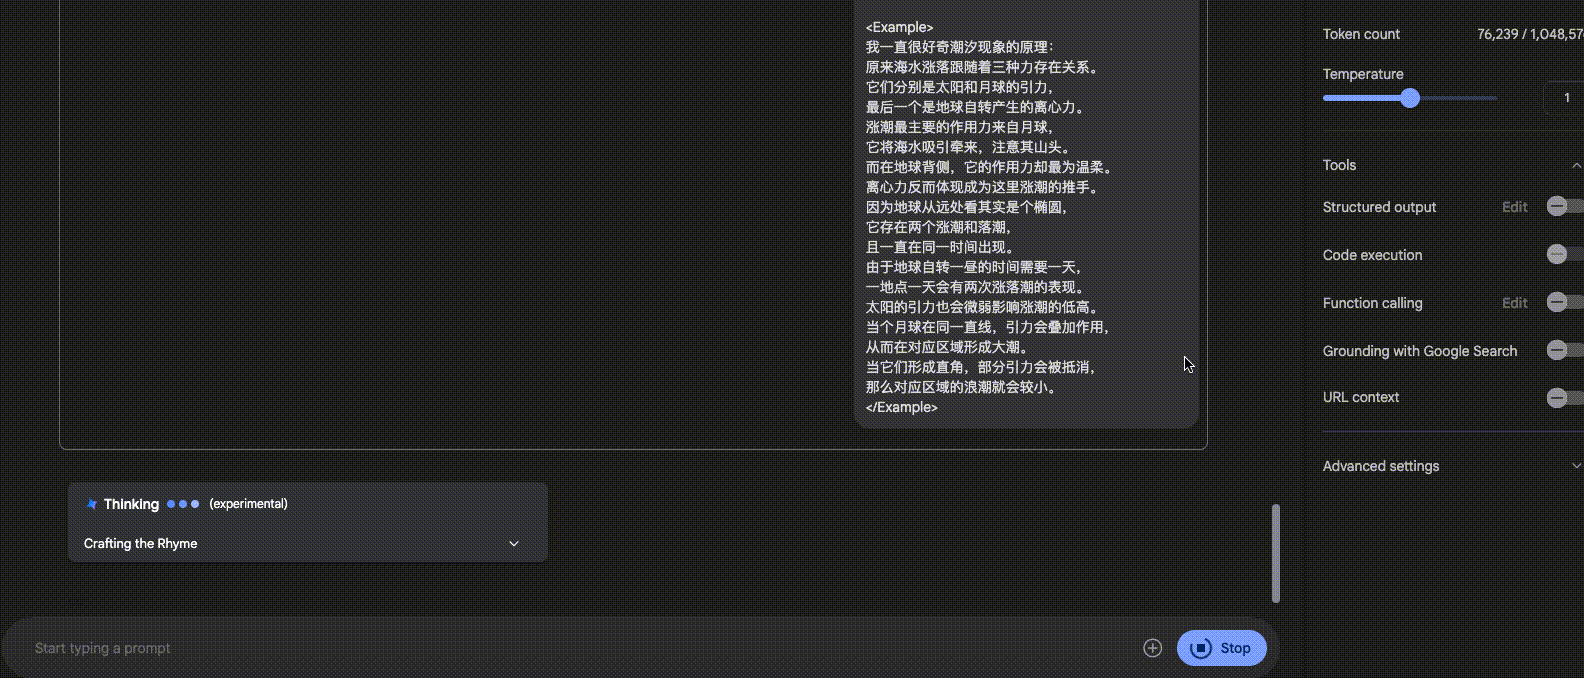 <Example>
我一直很好奇潮汐现象的原理：
原来海水涨落跟随着三种力存在关系。
它们分别是太阳和月球的引力，
最后一个是地球自转产生的离心力。
涨潮最主要的作用力来自月球，
它将海水吸引牵来，注意其山头。
而在地球背侧，它的作用力却最为温柔。
离心力反而体现成为这里涨潮的推手。
因为地球从远处看其实是个椭圆，
它存在两个涨潮和落潮，
且一直在同一时间出现。
由于地球自转一昼的时间需要一天，
一地点一天会有两次涨落潮的表现。
太阳的引力也会微弱影响涨潮的低高。
当个月球在同一直线，引力会叠加作用，
从而在对应区域形成大潮。
当它们形成直角，部分引力会被抵消，
那么对应区域的浪潮就会较小。
</Example>
Thinking (experimental)
Crafting the Rhyme
Start typing a prompt
Stop
Token count 76,239 / 1,048,57
Temperature
1
Tools
Structured output Edit
Code execution
Function calling Edit
Grounding with Google Search
URL context
Advanced settings